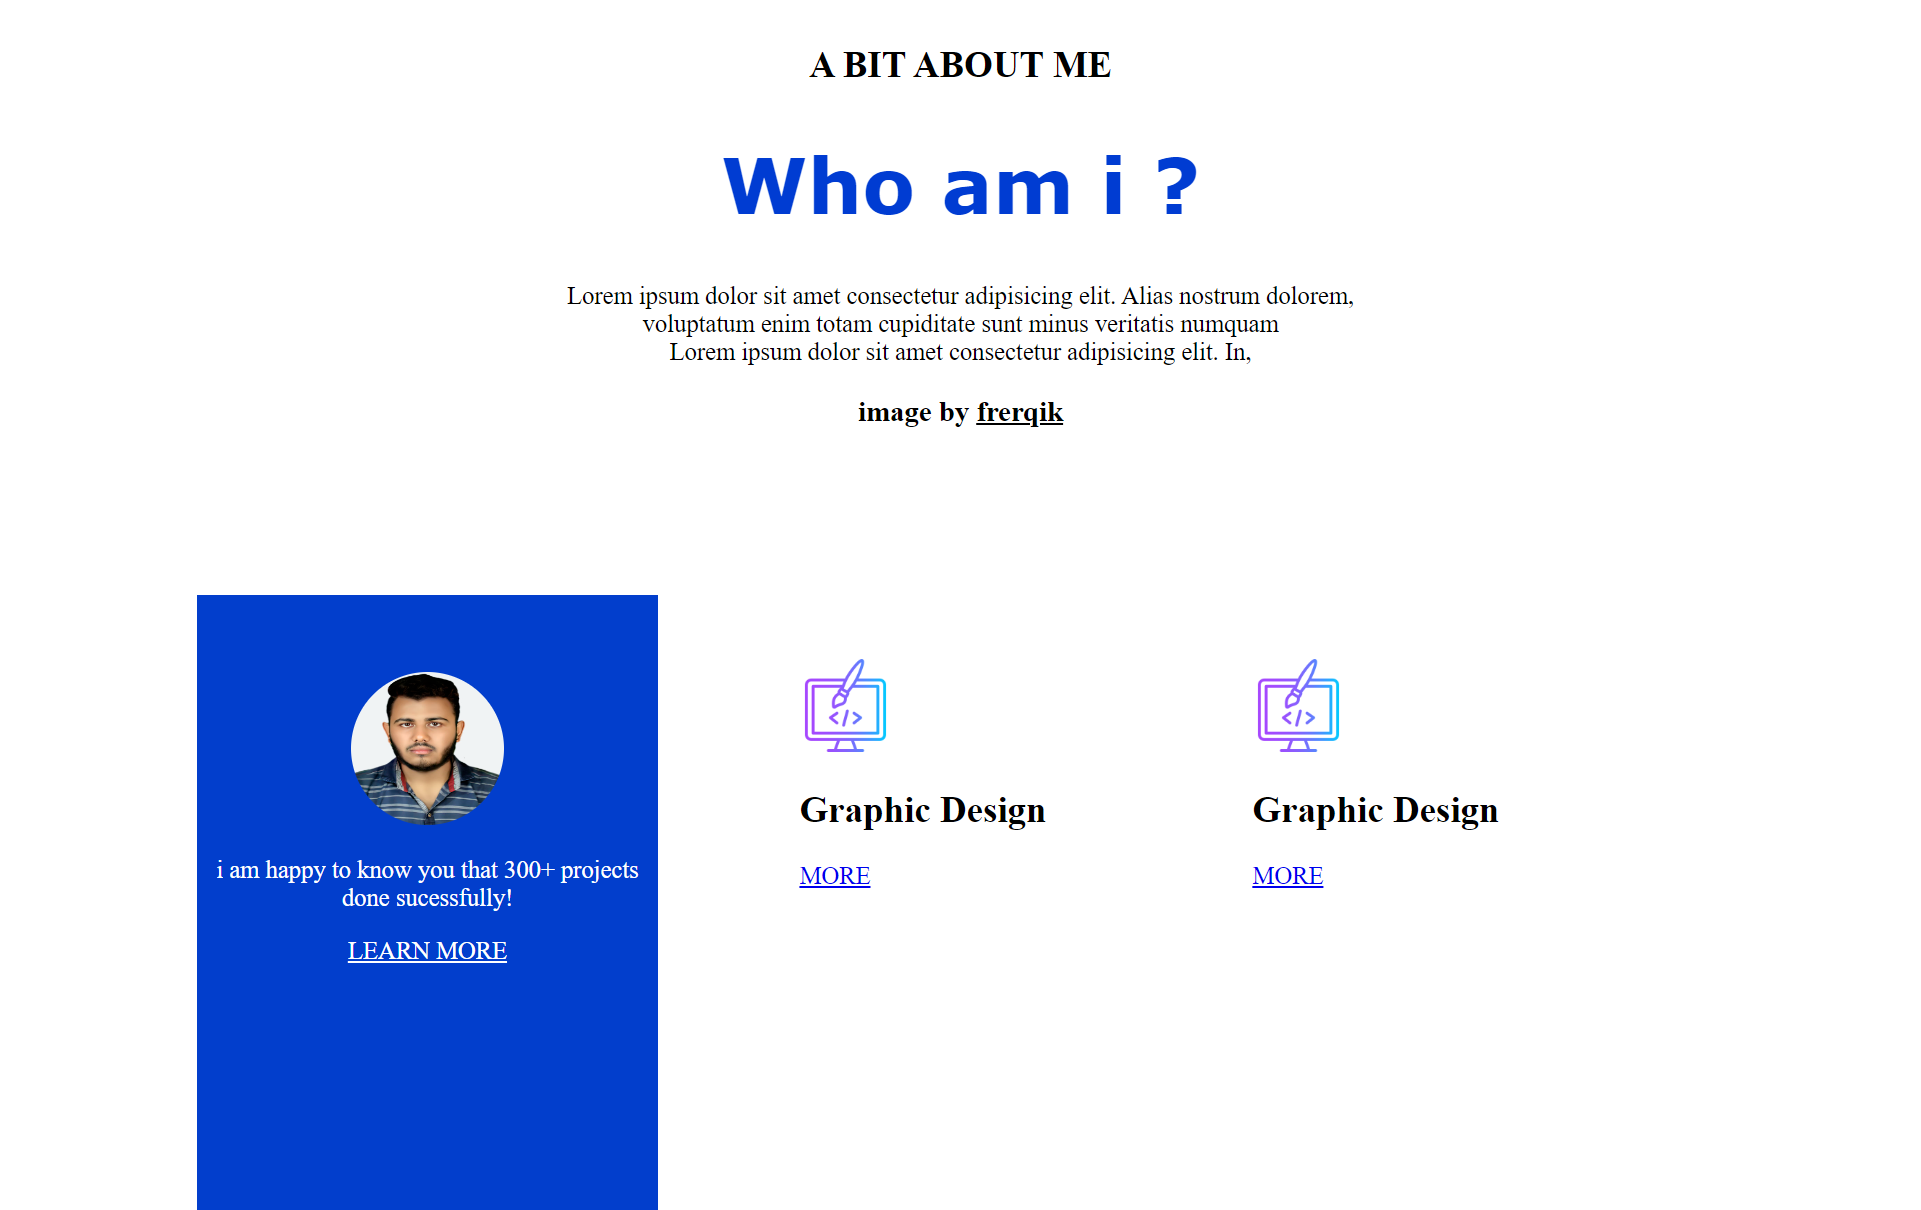 A BIT ABOUT ME
Who am i ?
Lorem ipsum dolor sit amet consectetur adipisicing elit. Alias nostrum dolorem,
voluptatum enim totam cupiditate sunt minus veritatis numquam
Lorem ipsum dolor sit amet consectetur adipisicing elit. In,
image by frerqik
i am happy to know you that 300+ projects
done sucessfully!
LEARN MORE
</>
Graphic Design
MORE
</>
Graphic Design
MORE